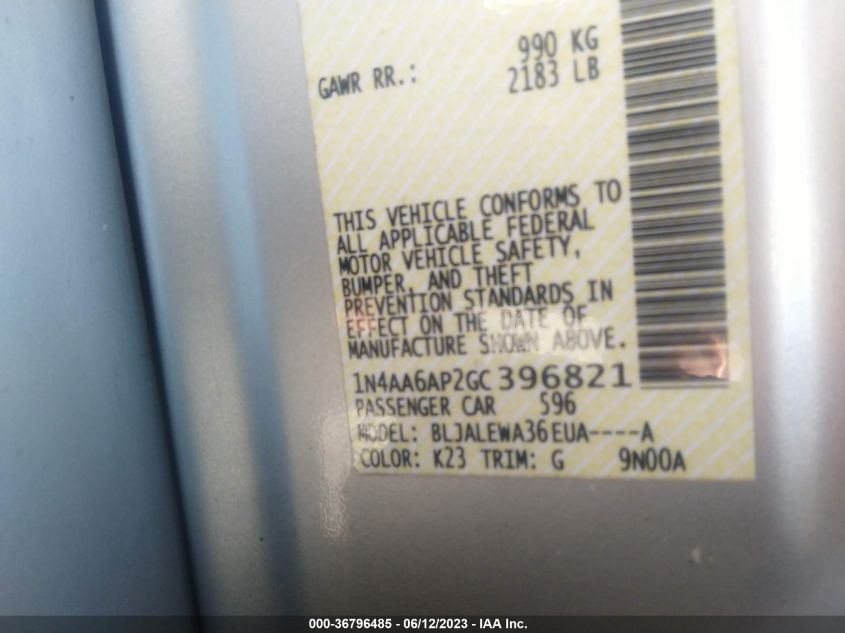 990 KG
GAWR RR.: 2183 LB
THIS VEHICLE CONFORMS TO
ALL APPLICABLE FEDERAL
MOTOR VEHICLE SAFETY,
BUMPER, AND THEFT
PREVENTION STANDARDS IN
EFFECT ON THE DATE OF
MANUFACTURE SHOWN ABOVE.
1N4AA6AP2GC396821
PASSENGER CAR 596
MODEL: BLJALEWA36EUA----A
COLOR: K23 TRIM: G 9N00A
000-36796485 - 06/12/2023 - IAA Inc.